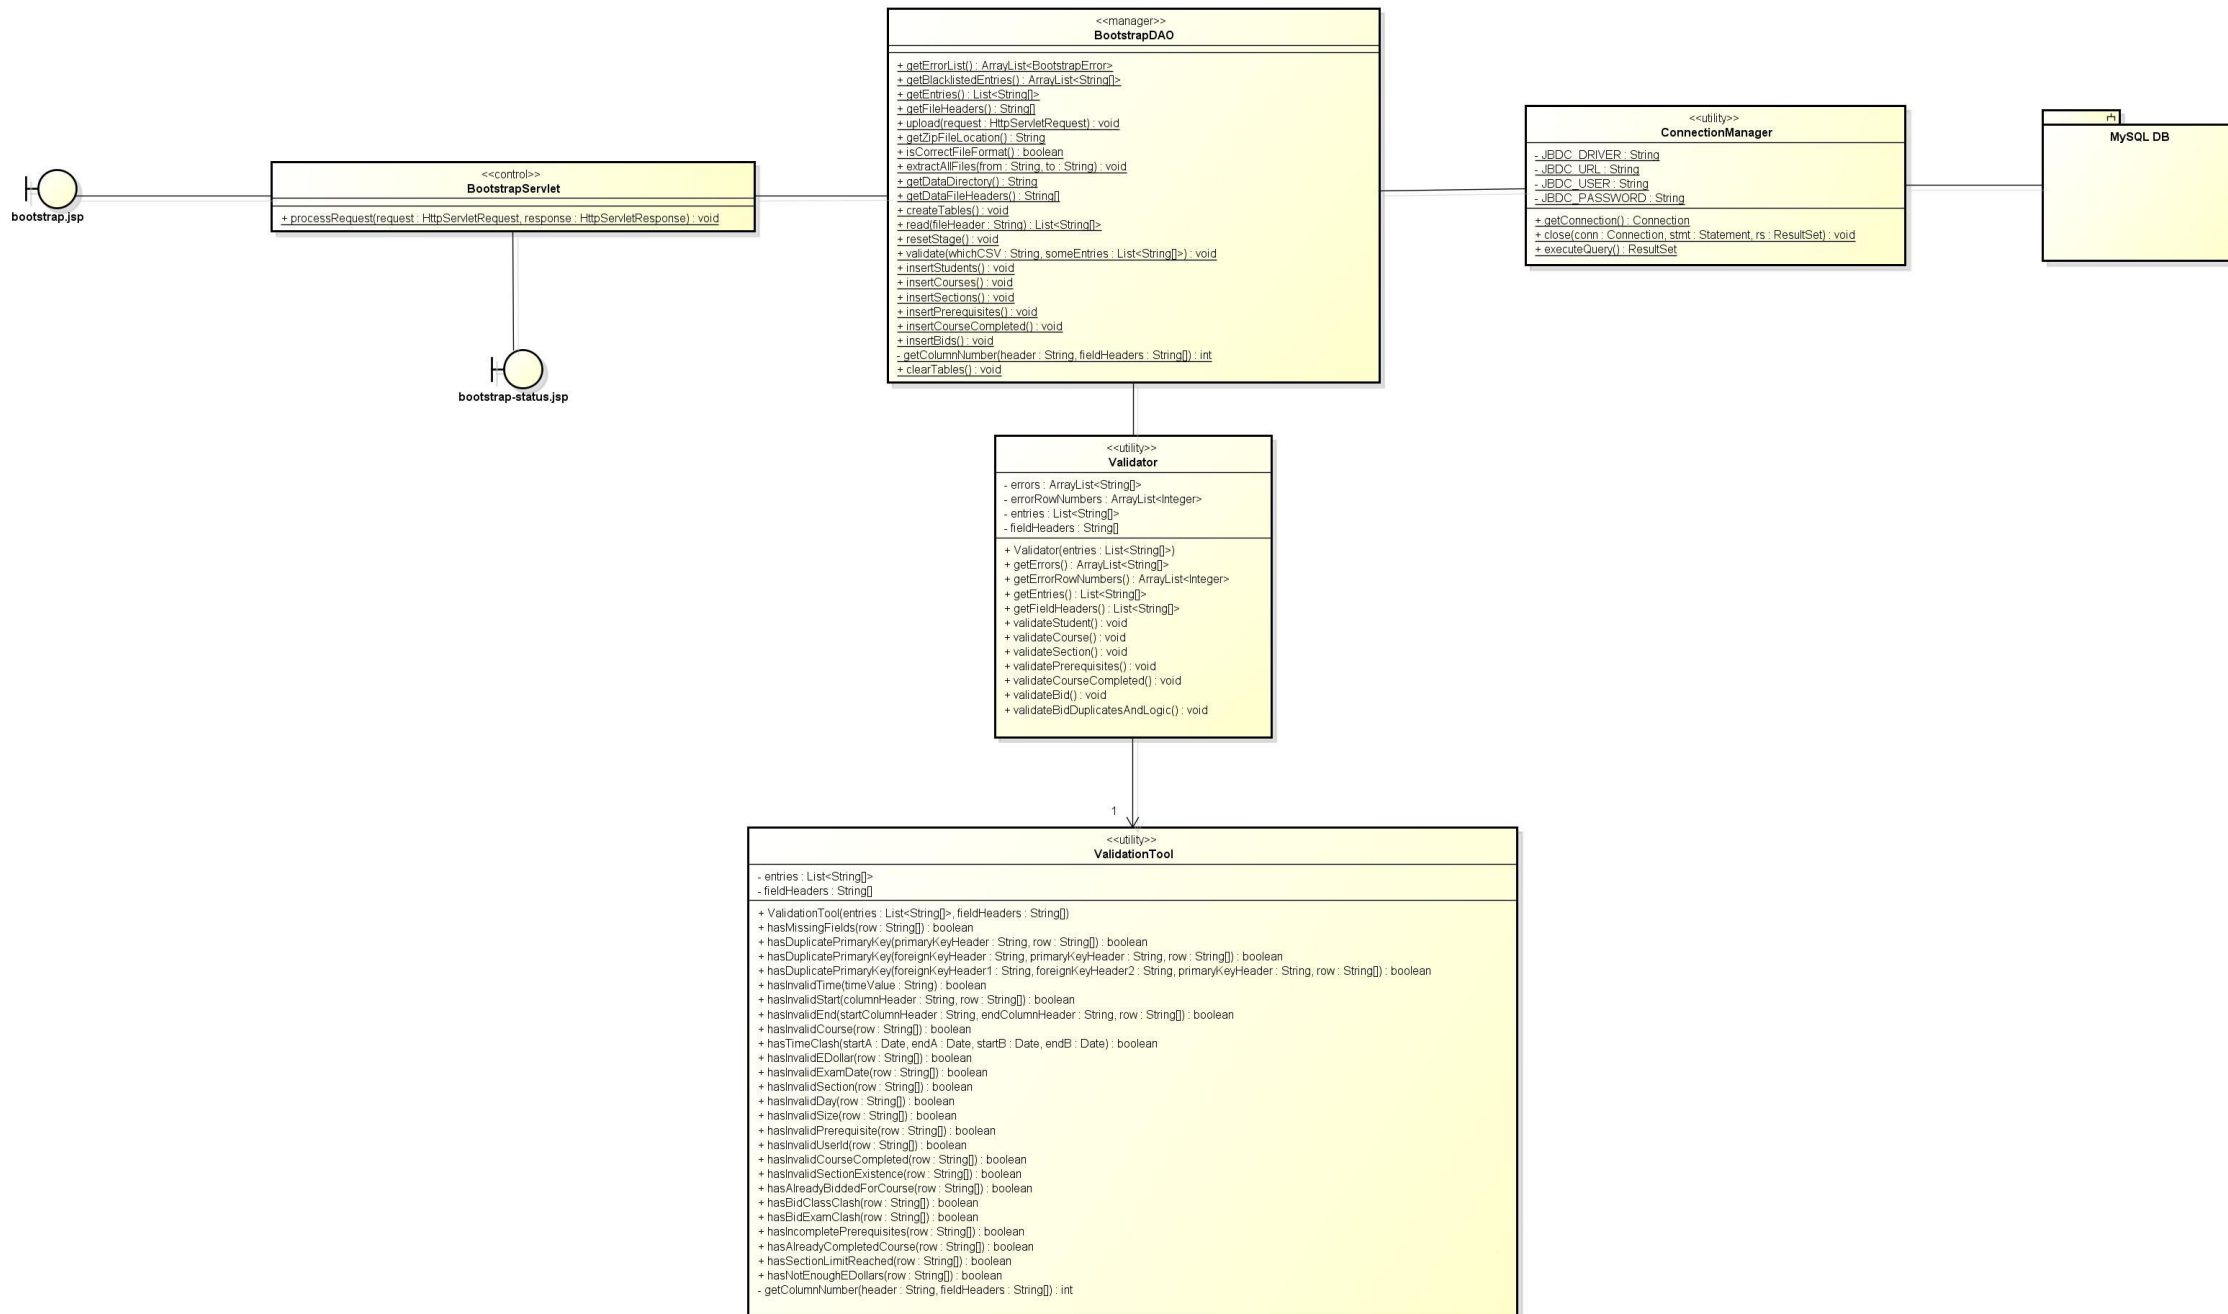 <<manager>>
BootstrapDAO
+ getErrorList() : ArrayList<BootstrapError>
+ getBlacklistedEntries() : ArrayList<String[]>
+ getEntries() : List<String[]>
+ getFileHeaders() : String[]
+ upload(request : HttpServletRequest) : void
+ getZipFileLocation() : String
+ isCorrectFileFormat() : boolean
+ extractAllFiles(from : String, to : String) : void
+ getDataDirectory() : String
+ getDataFileHeaders() : String[]
+ createTables() : void
+ read(fileHeader : String) : List<String[]>
+ resetStage() : void
+ validate(whichCSV : String, someEntries : List<String[]>) : void
+ insertStudents() : void
+ insertCourses() : void
+ insertSections() : void
+ insertPrerequisites() : void
+ insertCourseCompleted() : void
+ insertBids() : void
- getColumnNumber(header : String, fieldHeaders : String[]) : int
+ clearTables() : void
<<utility>>
ConnectionManager
- JBDC_DRIVER : String
- JBDC_URL : String
- JBDC_USER : String
- JBDC_PASSWORD : String
+ getConnection() : Connection
+ close(conn : Connection, stmt : Statement, rs : ResultSet) : void
+ executeQuery() : ResultSet
MySQL DB
bootstrap.jsp
<<control>>
BootstrapServlet
+ processRequest(request : HttpServletRequest, response : HttpServletResponse) : void
bootstrap-status.jsp
<<utility>>
Validator
- errors : ArrayList<String[]>
- errorRowNumbers : ArrayList<Integer>
- entries : List<String[]>
- fieldHeaders : String[]
+ Validator(entries : List<String[]>)
+ getErrors() : ArrayList<String[]>
+ getErrorRowNumbers() : ArrayList<Integer>
+ getEntries() : List<String[]>
+ getFieldHeaders() : List<String[]>
+ validateStudent() : void
+ validateCourse() : void
+ validateSection() : void
+ validatePrerequisites() : void
+ validateCourseCompleted() : void
+ validateBid() : void
+ validateBidDuplicatesAndLogic() : void
1
<<utility>>
ValidationTool
- entries : List<String[]>
- fieldHeaders : String[]
+ ValidationTool(entries : List<String[]>, fieldHeaders : String[])
+ hasMissingFields(row : String[]) : boolean
+ hasDuplicatePrimaryKey(primaryKeyHeader : String, row : String[]) : boolean
+ hasDuplicatePrimaryKey(foreignKeyHeader : String, primaryKeyHeader : String, row : String[]) : boolean
+ hasDuplicatePrimaryKey(foreignKeyHeader1 : String, foreignKeyHeader2 : String, primaryKeyHeader : String, row : String[]) : boolean
+ hasInvalidTime(timeValue : String) : boolean
+ hasInvalidStart(columnHeader : String, row : String[]) : boolean
+ hasInvalidEnd(startColumnHeader : String, endColumnHeader : String, row : String[]) : boolean
+ hasInvalidCourse(row : String[]) : boolean
+ hasTimeClash(startA : Date, endA : Date, startB : Date, endB : Date) : boolean
+ hasInvalidEDollar(row : String[]) : boolean
+ hasInvalidExamDate(row : String[]) : boolean
+ hasInvalidSection(row : String[]) : boolean
+ hasInvalidDay(row : String[]) : boolean
+ hasInvalidSize(row : String[]) : boolean
+ hasInvalidPrerequisite(row : String[]) : boolean
+ hasInvalidUserId(row : String[]) : boolean
+ hasInvalidCourseCompleted(row : String[]) : boolean
+ hasInvalidSectionExistence(row : String[]) : boolean
+ hasAlreadyBiddedForCourse(row : String[]) : boolean
+ hasBidClassClash(row : String[]) : boolean
+ hasBidExamClash(row : String[]) : boolean
+ hasIncompletePrerequisites(row : String[]) : boolean
+ hasAlreadyCompletedCourse(row : String[]) : boolean
+ hasSectionLimitReached(row : String[]) : boolean
+ hasNotEnoughEDollars(row : String[]) : boolean
- getColumnNumber(header : String, fieldHeaders : String[]) : int